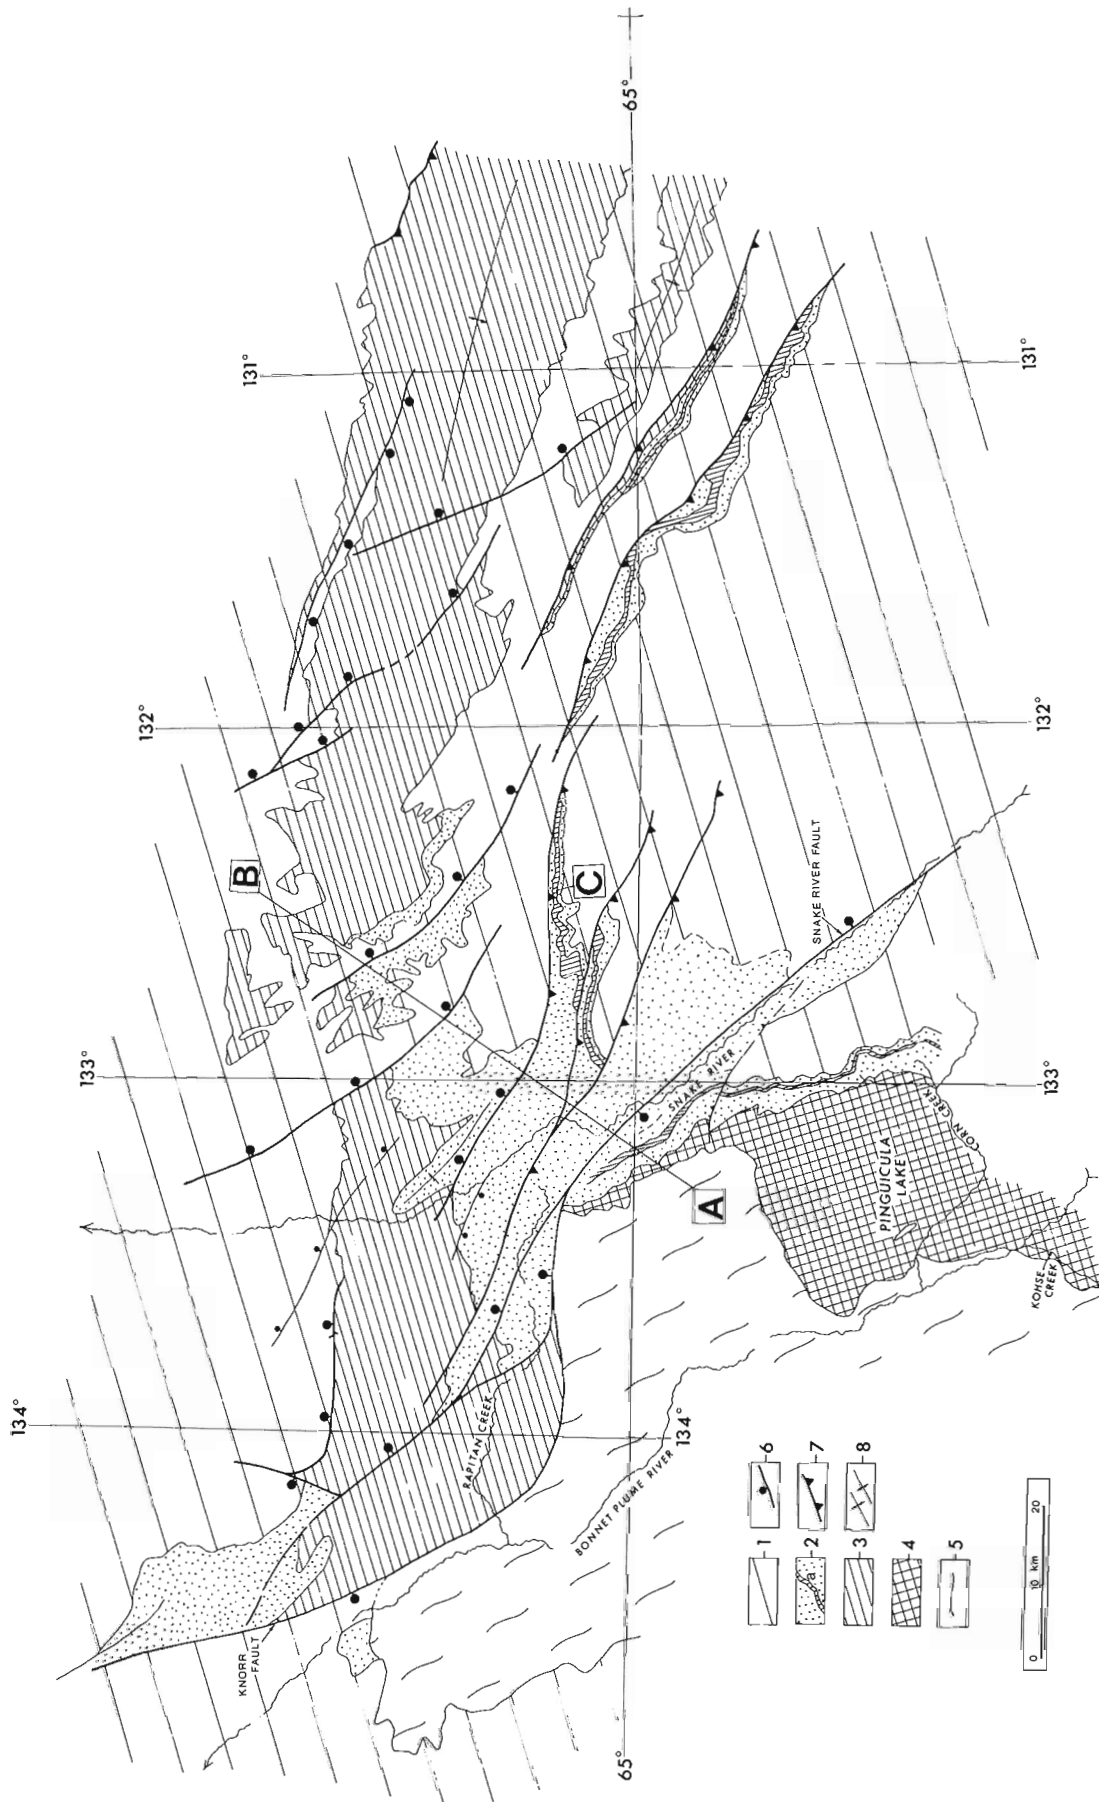 134°
133°
132°
131°
65°
B
C
A
KNORR
FAULT
RAPITAN CREEK
BONNET PLUME RIVER
SNAKE RIVER
SNAKE RIVER FAULT
PINGUICULA
LAKE
CORN CREEK
KOHSE
CREEK
65°
134°
133°
132°
131°
1
2
a
3
4
5
6
7
8
0 10 km 20